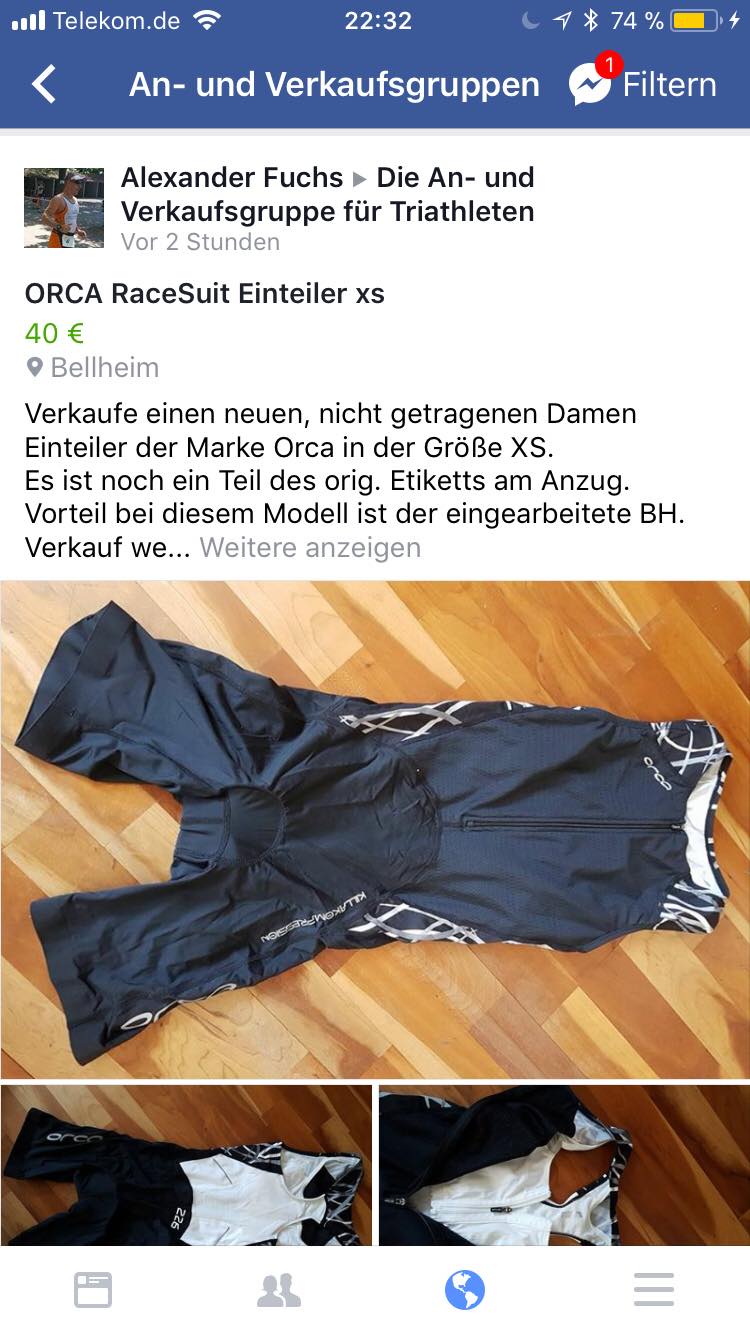 Telekom.de 22:32 74 %
An- und Verkaufsgruppen 1 Filtern
Alexander Fuchs ▸ Die An- und
Verkaufsgruppe für Triathleten
Vor 2 Stunden
ORCA RaceSuit Einteiler xs
40 €
Bellheim
Verkaufe einen neuen, nicht getragenen Damen
Einteiler der Marke Orca in der Größe XS.
Es ist noch ein Teil des orig. Etiketts am Anzug.
Vorteil bei diesem Modell ist der eingearbeitete BH.
Verkauf we... Weitere anzeigen
orca
KILLA KOMPRESSION
orca
226